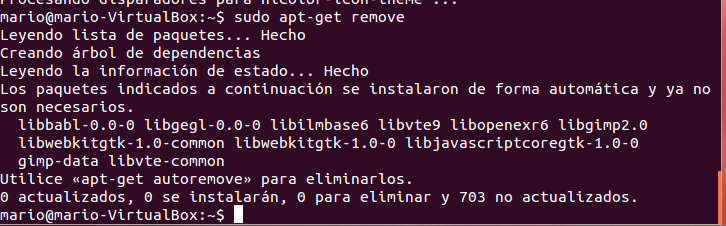 Procesando disparadores para hicolor-icon-theme ...
mario@mario-VirtualBox:~$ sudo apt-get remove
Leyendo lista de paquetes... Hecho
Creando árbol de dependencias
Leyendo la información de estado... Hecho
Los paquetes indicados a continuación se instalaron de forma automática y ya no
son necesarios.
  libbabl-0.0-0 libgegl-0.0-0 libilmbase6 libvte9 libopenexr6 libgimp2.0
  libwebkitgtk-1.0-common libwebkitgtk-1.0-0 libjavascriptcoregtk-1.0-0
  gimp-data libvte-common
Utilice «apt-get autoremove» para eliminarlos.
0 actualizados, 0 se instalarán, 0 para eliminar y 703 no actualizados.
mario@mario-VirtualBox:~$